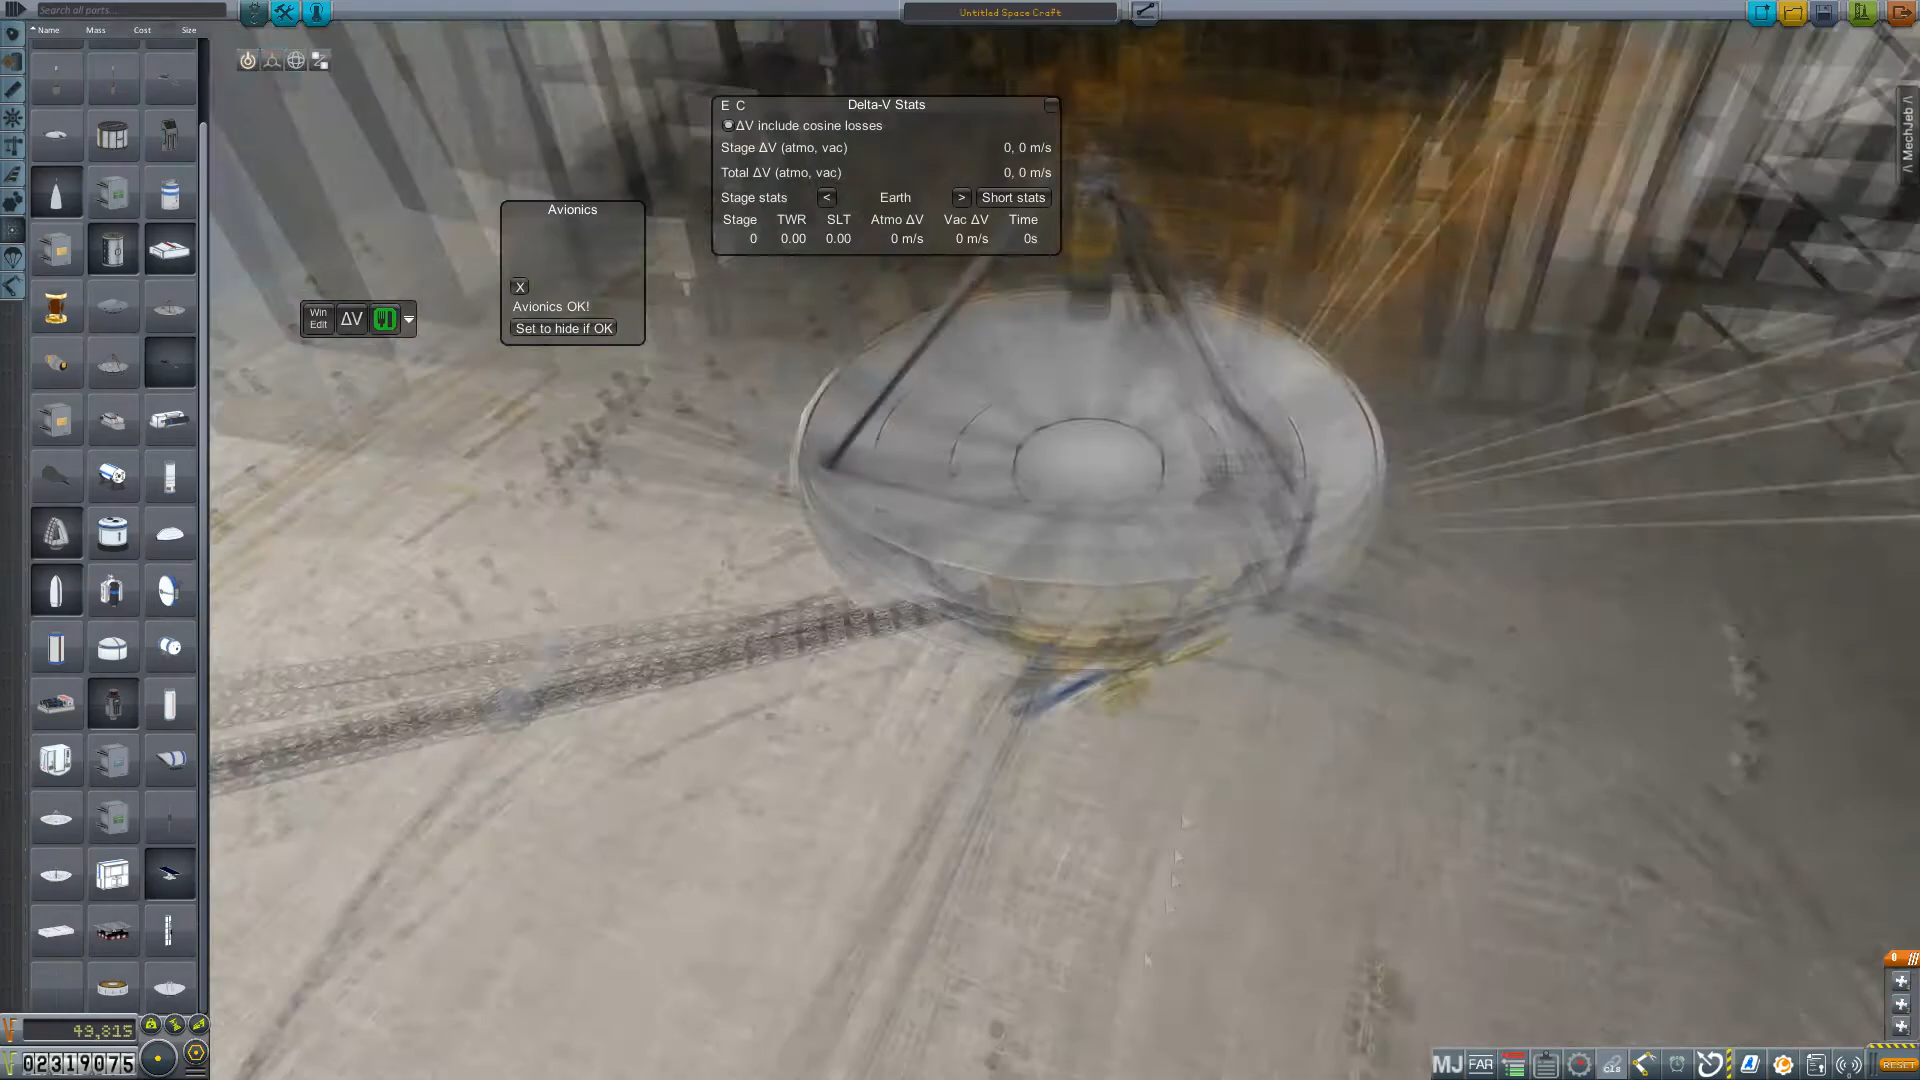 Search all parts...
Untitled Space Craft
Name Mass Cost Size
E C Delta-V Stats
ΔV include cosine losses
Stage ΔV (atmo, vac) 0, 0 m/s
Total ΔV (atmo, vac) 0, 0 m/s
Stage stats < Earth > Short stats
Stage TWR SLT Atmo ΔV Vac ΔV Time
0 0.00 0.00 0 m/s 0 m/s 0s
Λ MechJeb Λ
Avionics
X
Avionics OK!
Set to hide if OK
Win
Edit
ΔV
0
49,815
02319075
MJ
FAR
cls
A
RESET